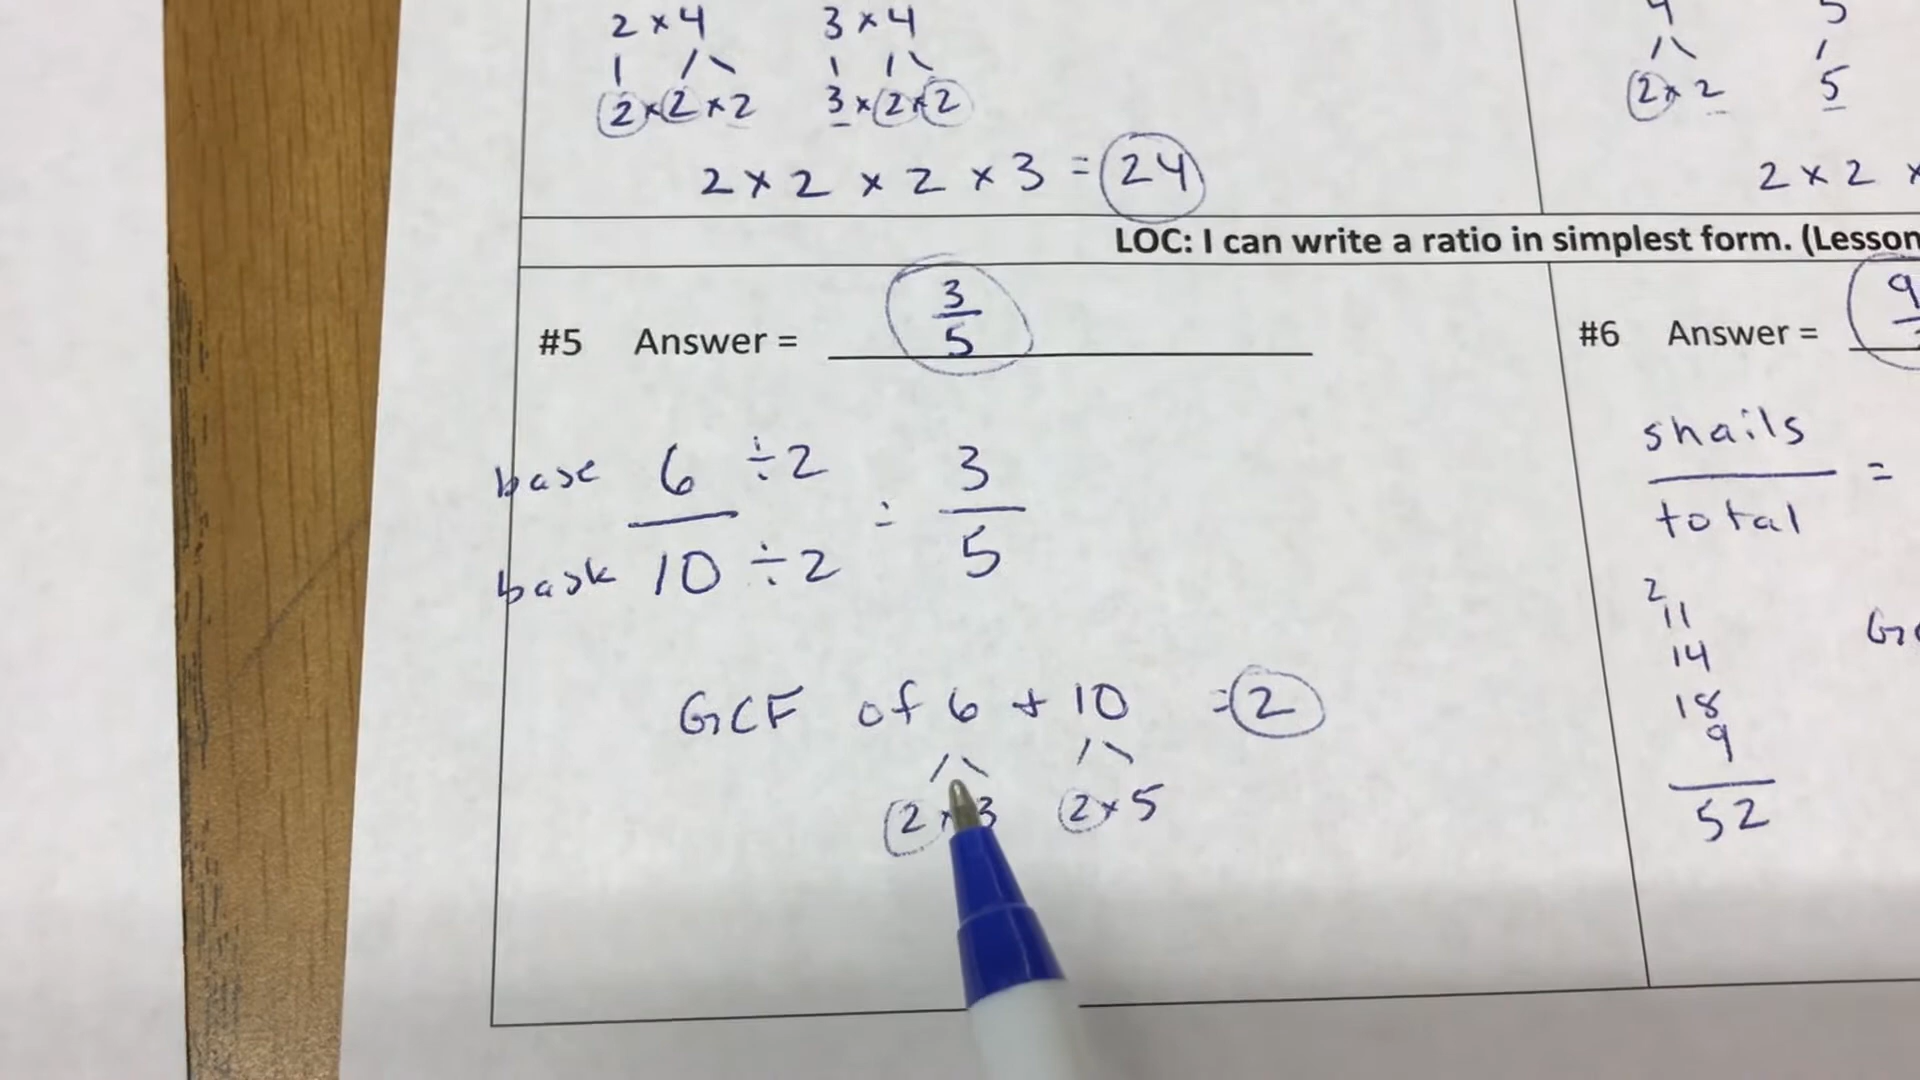 2 × 4 3 × 4
2 × 2 × 2 3 × 2 × 2
2 × 2 × 2 × 3 = 24
4 5
2 × 2 5
2 × 2 ×
LOC: I can write a ratio in simplest form. (Lesson
#5 Answer = 3/5
base 6 ÷2
bask 10 ÷2
= 3/5
GCF of 6 + 10 = 2
2 × 3 2 × 5
#6 Answer = 9
snails
total
=
2
11
14
18
9
52